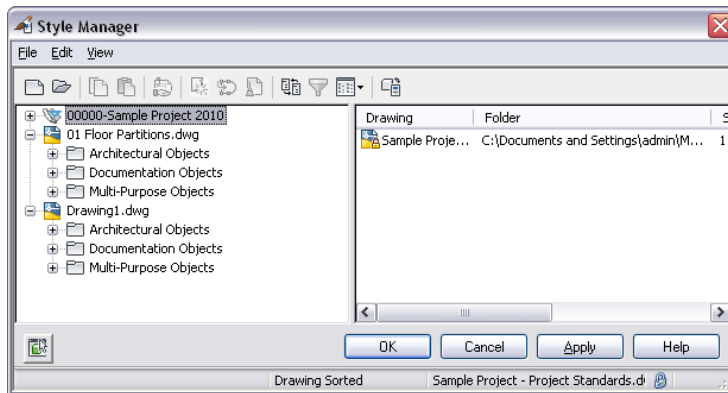 Style Manager
File Edit View
00000-Sample Project 2010
01 Floor Partitions.dwg
Architectural Objects
Documentation Objects
Multi-Purpose Objects
Drawing1.dwg
Architectural Objects
Documentation Objects
Multi-Purpose Objects
Drawing Folder S
Sample Proje... C:\Documents and Settings\admin\M... 1
OK Cancel Apply Help
Drawing Sorted Sample Project - Project Standards.d